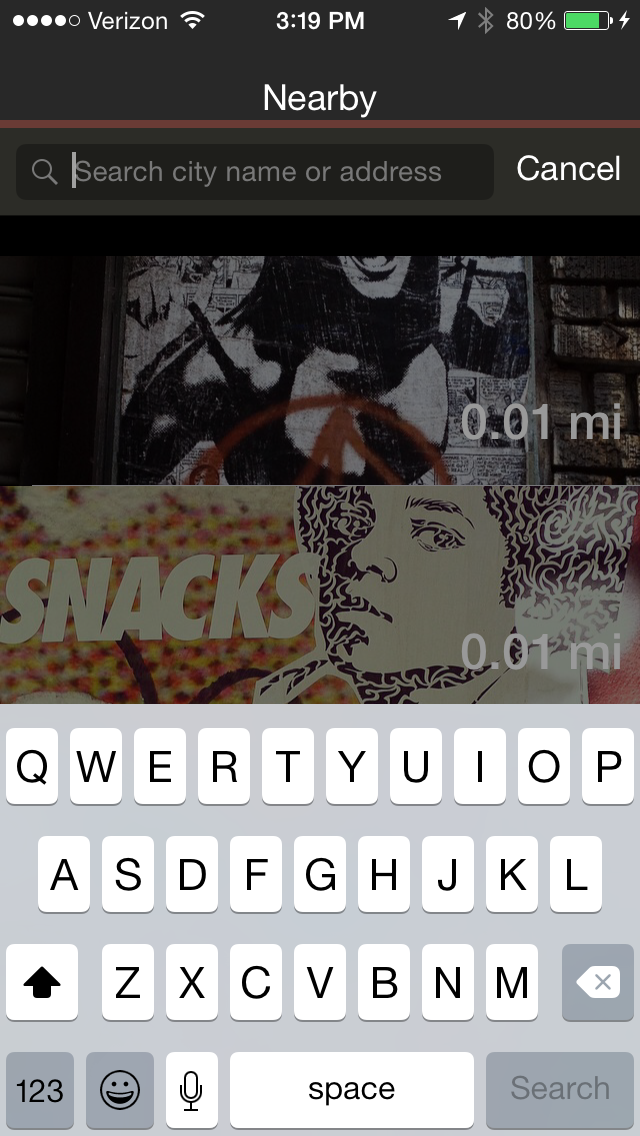 Verizon 3:19 PM 80%
Nearby
Search city name or address Cancel
0.01 mi
SNACKS
0.01 mi
Q W E R T Y U I O P
A S D F G H J K L
Z X C V B N M
123 space Search